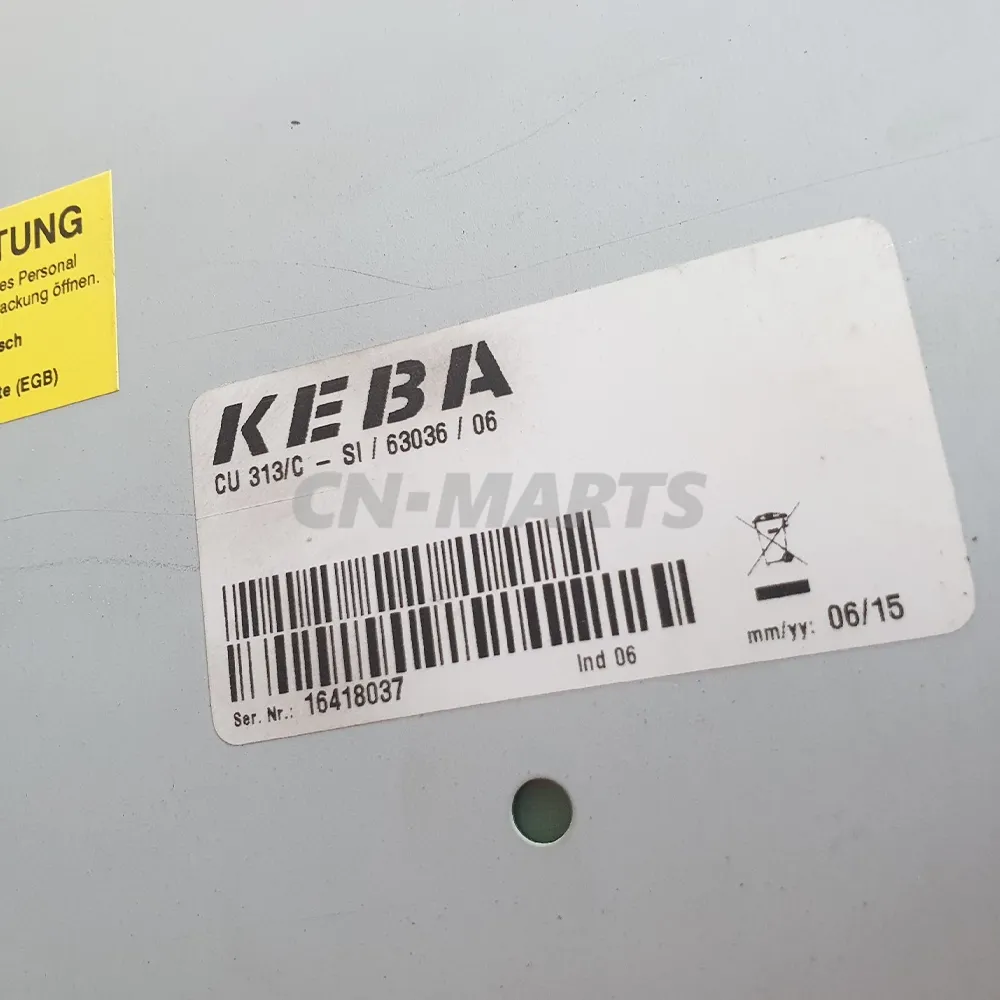 TUNG
es Personal
ackung öffnen.
sch
te (EGB)
KEBA
CU 313/C - SI / 63036 / 06
CN-MARTS
mm/yy: 06/15
Ind 06
Ser. Nr.: 16418037